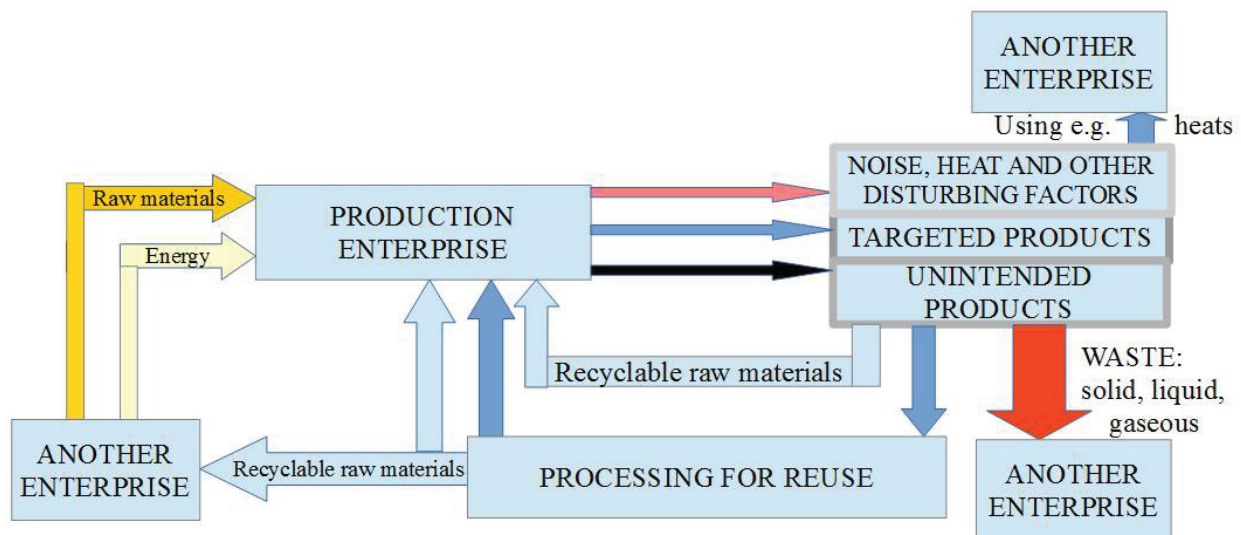 ANOTHER
ENTERPRISE
Using e.g. heats
NOISE, HEAT AND OTHER
DISTURBING FACTORS
Raw materials
PRODUCTION
ENTERPRISE
TARGETED PRODUCTS
Energy
UNINTENDED
PRODUCTS
Recyclable raw materials
WASTE:
solid, liquid,
gaseous
ANOTHER
ENTERPRISE
Recyclable raw materials
PROCESSING FOR REUSE
ANOTHER
ENTERPRISE